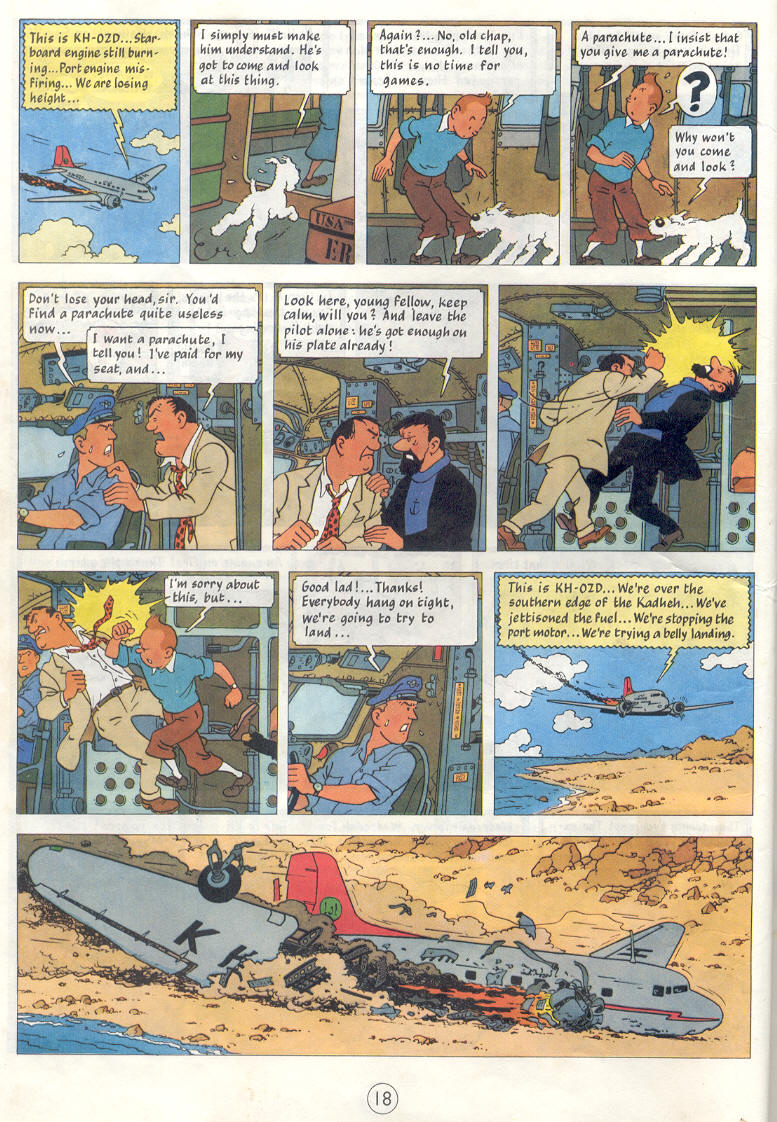 This is KH-OZD...Star-
board engine still burn-
ing...Port engine mis-
firing...We are losing
height...
I simply must make
him understand. He's
got to come and look
at this thing.
USA
ER
Again?... No, old chap,
that's enough. I tell you,
this is no time for
games.
A parachute...I insist that
you give me a parachute!
?
Why won't
you come
and look?
Don't lose your head, sir. You'd
find a parachute quite useless
now...
I want a parachute, I
tell you! I've paid for my
seat, and...
Look here, young fellow, keep
calm, will you? And leave the
pilot alone: he's got enough on
his plate already!
I'm sorry about
this, but...
Good lad!...Thanks!
Everybody hang on tight,
we're going to try to
land...
This is KH-OZD...We're over the
southern edge of the Kadheh...We've
jettisoned the fuel...We're stopping the
port motor...We're trying a belly landing.
K H
18